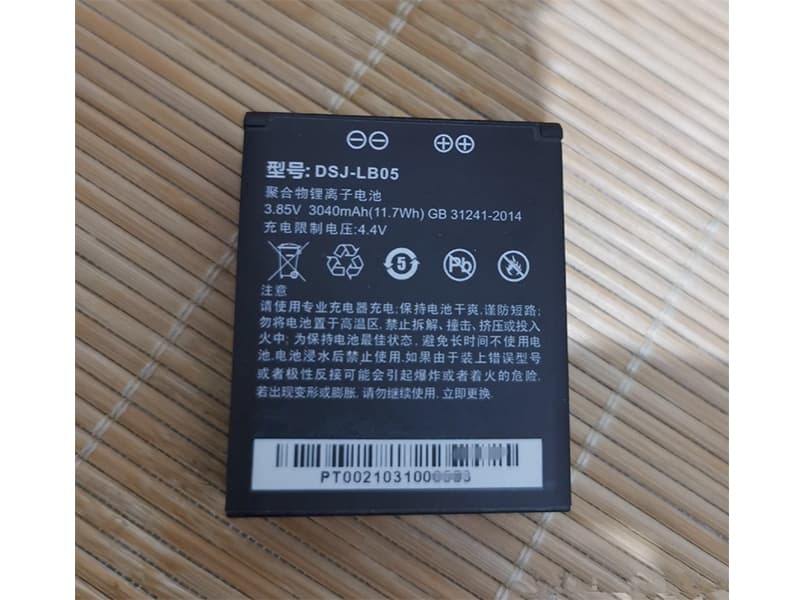 ⊖⊖ ⊕⊕
型号: DSJ-LB05
聚合物锂离子电池
3.85V 3040mAh(11.7Wh) GB 31241-2014
充电限制电压:4.4V
5 Pb
注意
请使用专业充电器充电;保持电池干爽,谨防短路;
勿将电池置于高温区,禁止拆解、撞击、挤压或投入
火中;为保持电池最佳状态,避免长时间不使用电
池.电池浸水后禁止使用.如果由于装上错误型号
或者极性反接可能会引起爆炸或者着火的危险.
若出现变形或膨胀,请勿继续使用,立即更换.
PT002103100